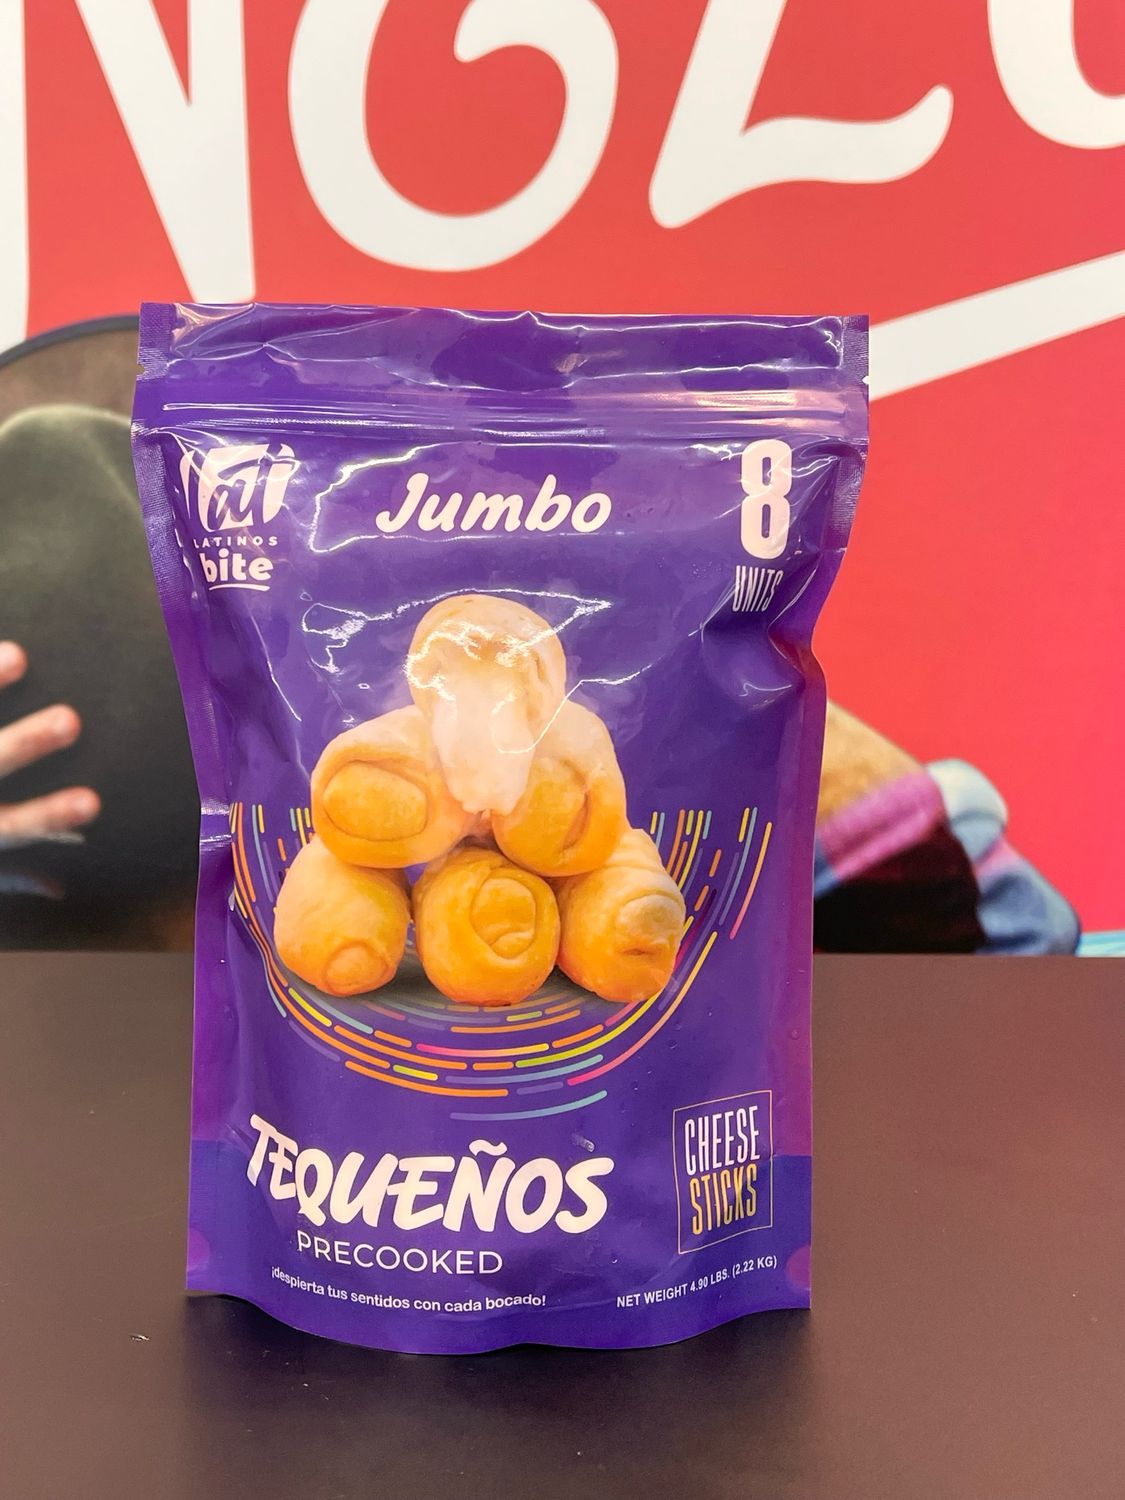 Jumbo
8
UNITS
LATINOS
bite
TEQUEÑOS
PRECOOKED
¡despierta tus sentidos con cada bocado!
CHEESE
STICKS
NET WEIGHT 4.90 LBS. (2.22 KG)